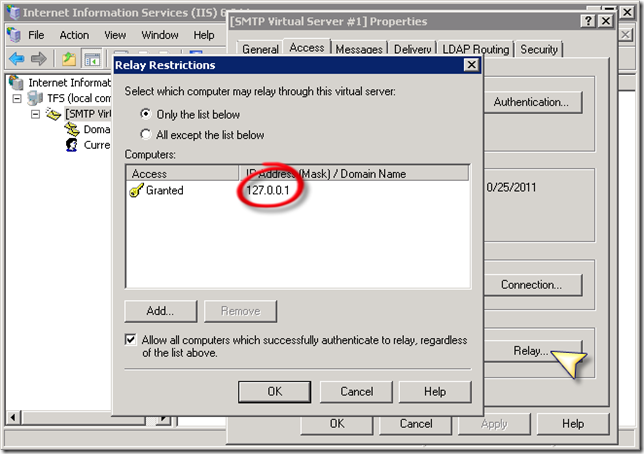 Internet Information Services (IIS) 6
[SMTP Virtual Server #1] Properties
File Action View Window
General Access Messages Delivery LDAP Routing Security
Relay Restrictions
Select which computer may relay through this virtual server:
Only the list below
All except the list below
Computers:
Access IP Address (Mask) / Domain Name
Granted 127.0.0.1
Add... Remove
Allow all computers which successfully authenticate to relay, regardless
of the list above.
OK Cancel Help
Internet Informat
TFS (local com
[SMTP Virt
Doma
Curre
Authentication...
0/25/2011
Connection...
Relay...
OK Cancel Apply Help